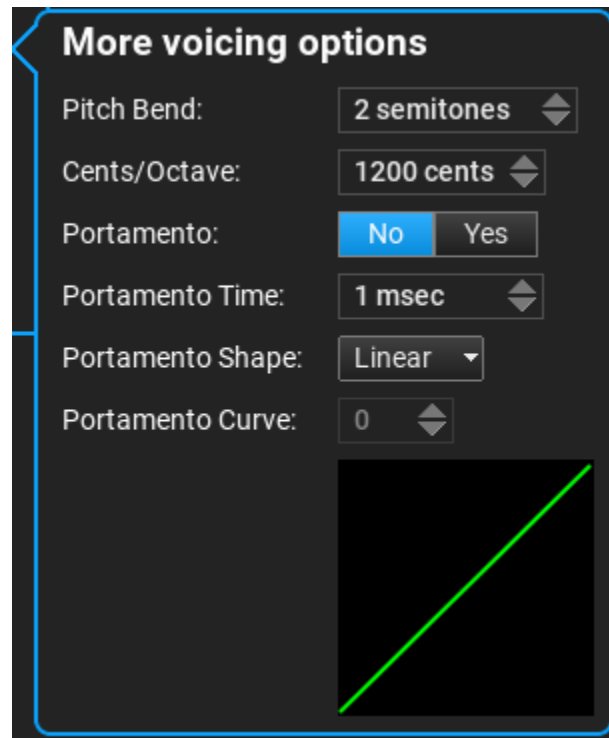 More voicing options
Pitch Bend: 2 semitones
Cents/Octave: 1200 cents
Portamento: No Yes
Portamento Time: 1 msec
Portamento Shape: Linear
Portamento Curve: 0